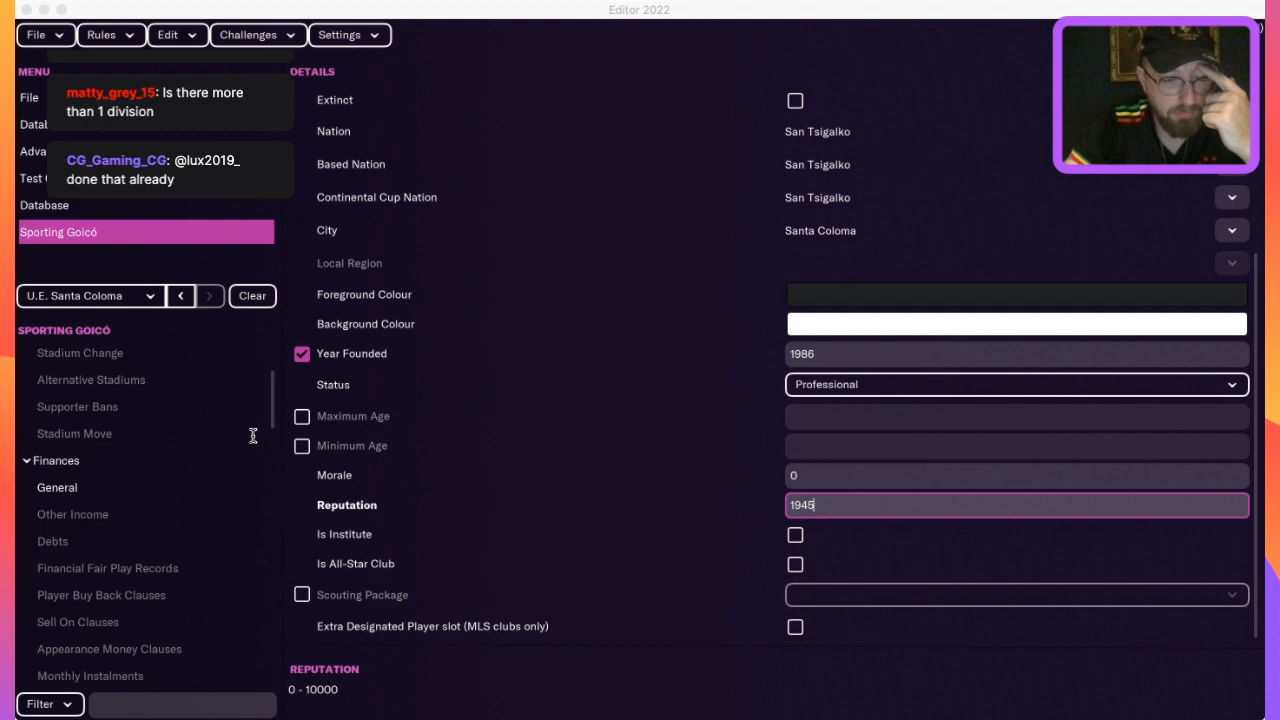 Editor 2022
File
Rules
Edit
Challenges
Settings
MENU
File
Datab
Adva
Test
Database
Sporting Goicó
matty_grey_15: Is there more
than 1 division
CG_Gaming_CG: @lux2019_
done that already
U.E. Santa Coloma
Clear
SPORTING GOICÓ
Stadium Change
Alternative Stadiums
Supporter Bans
Stadium Move
Finances
General
Other Income
Debts
Financial Fair Play Records
Player Buy Back Clauses
Sell On Clauses
Appearance Money Clauses
Monthly Instalments
Filter
DETAILS
Extinct
Nation San Tsigalko
Based Nation San Tsigalko
Continental Cup Nation San Tsigalko
City Santa Coloma
Local Region
Foreground Colour
Background Colour
Year Founded 1986
Status Professional
Maximum Age
Minimum Age
Morale 0
Reputation 1945
Is Institute
Is All-Star Club
Scouting Package
Extra Designated Player slot (MLS clubs only)
REPUTATION
0 - 10000